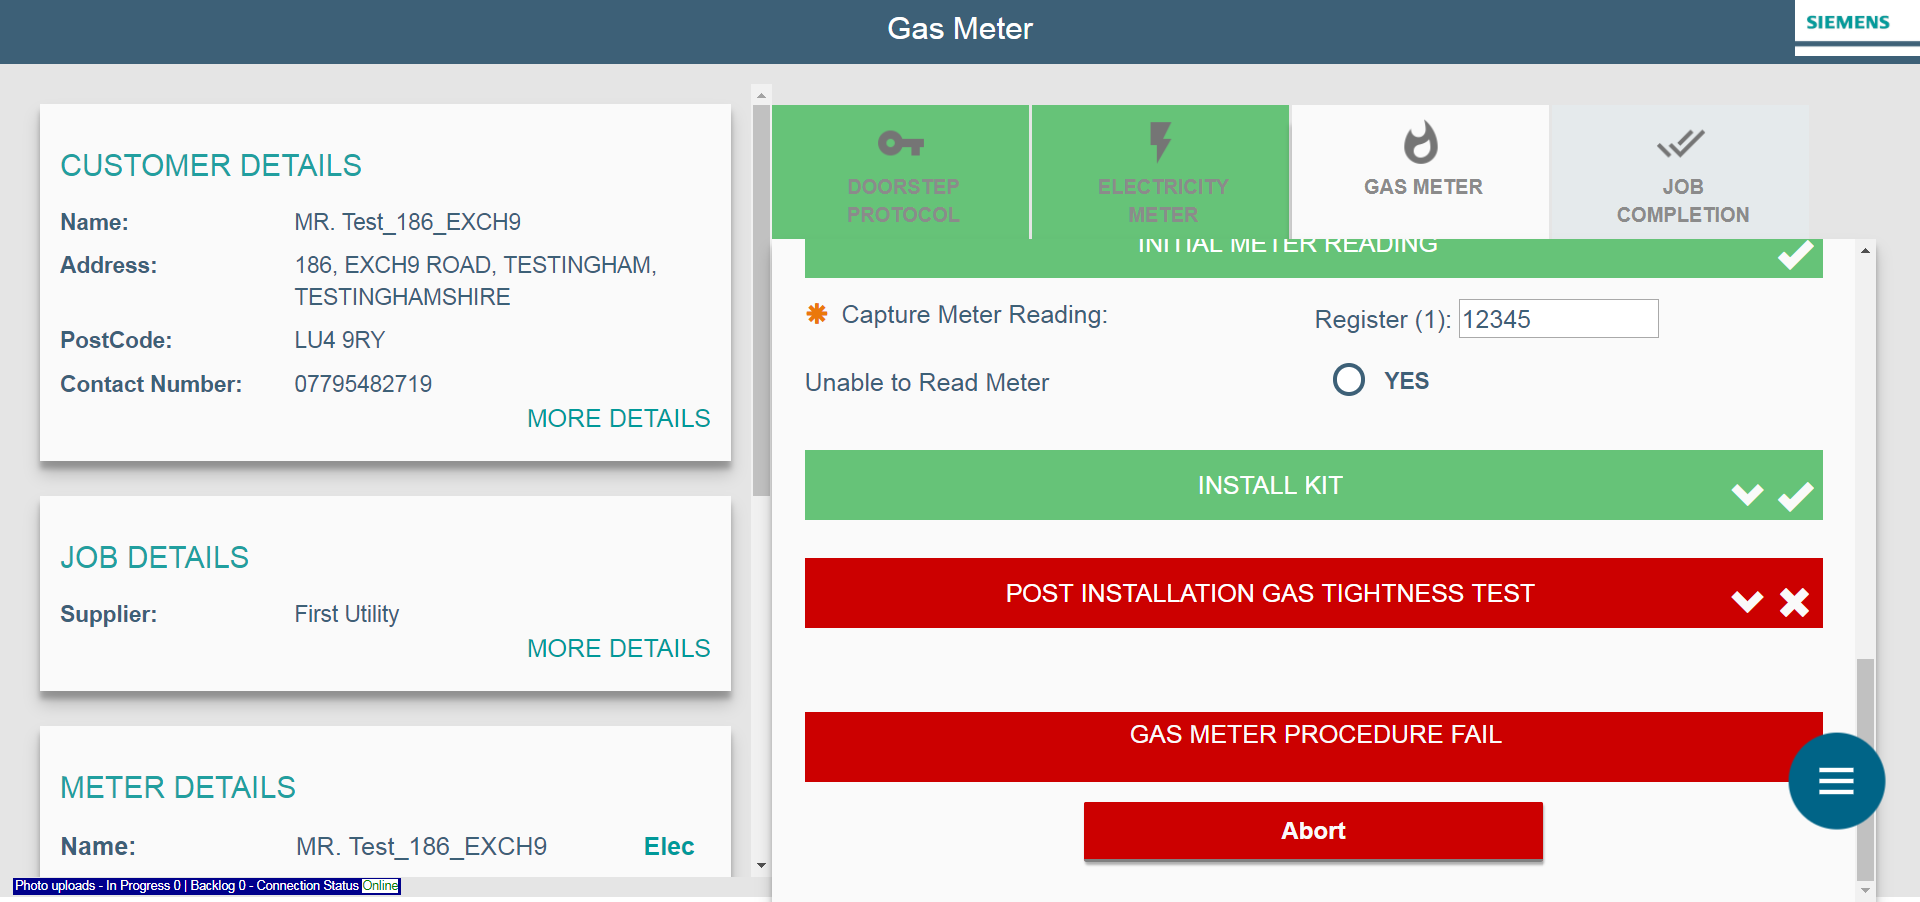 Gas Meter
SIEMENS
CUSTOMER DETAILS
Name: MR. Test_186_EXCH9
Address: 186, EXCH9 ROAD, TESTINGHAM,
TESTINGHAMSHIRE
PostCode: LU4 9RY
Contact Number: 07795482719
MORE DETAILS
JOB DETAILS
Supplier: First Utility
MORE DETAILS
METER DETAILS
Name: MR. Test_186_EXCH9 Elec
Photo uploads - In Progress 0 | Backlog 0 - Connection Status Online
DOORSTEP
PROTOCOL
ELECTRICITY
METER
GAS METER
JOB
COMPLETION
INITIAL METER READING
Capture Meter Reading: Register (1): 12345
Unable to Read Meter YES
INSTALL KIT
POST INSTALLATION GAS TIGHTNESS TEST
GAS METER PROCEDURE FAIL
Abort